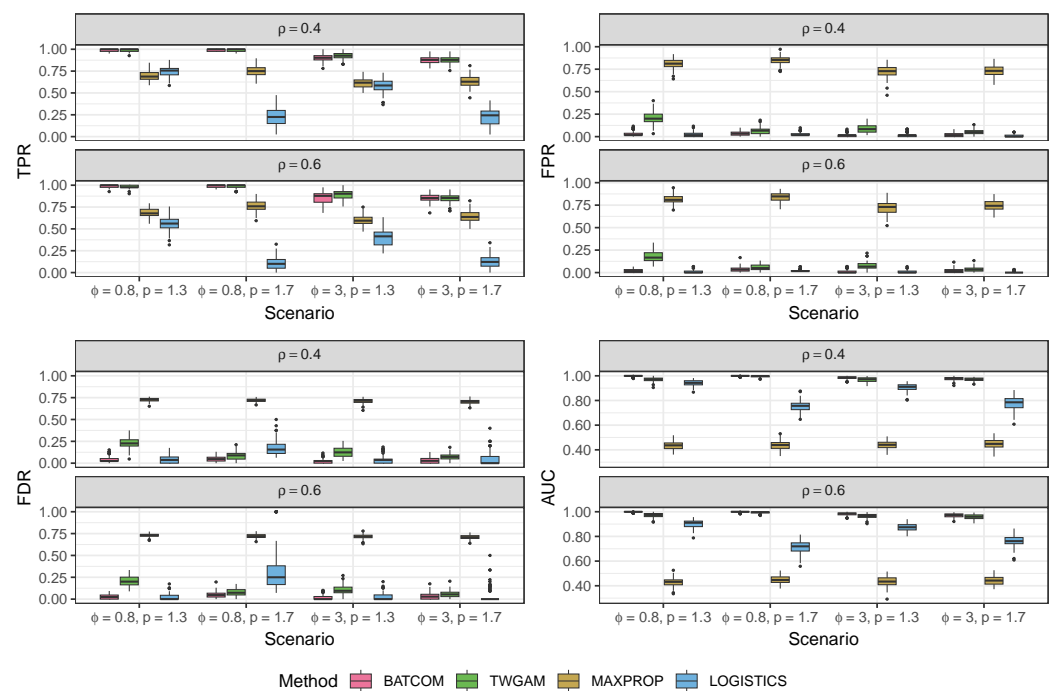 ρ = 0.4
1.00
0.75
0.50
0.25
0.00
ρ = 0.6
1.00
0.75
0.50
0.25
0.00
TPR
ϕ = 0.8, p = 1.3 ϕ = 0.8, p = 1.7 ϕ = 3, p = 1.3 ϕ = 3, p = 1.7
Scenario
ρ = 0.4
1.00
0.75
0.50
0.25
0.00
ρ = 0.6
1.00
0.75
0.50
0.25
0.00
FPR
ϕ = 0.8, p = 1.3 ϕ = 0.8, p = 1.7 ϕ = 3, p = 1.3 ϕ = 3, p = 1.7
Scenario
ρ = 0.4
1.00
0.75
0.50
0.25
0.00
ρ = 0.6
1.00
0.75
0.50
0.25
0.00
FDR
ϕ = 0.8, p = 1.3 ϕ = 0.8, p = 1.7 ϕ = 3, p = 1.3 ϕ = 3, p = 1.7
Scenario
ρ = 0.4
1.00
0.80
0.60
0.40
ρ = 0.6
1.00
0.80
0.60
0.40
AUC
ϕ = 0.8, p = 1.3 ϕ = 0.8, p = 1.7 ϕ = 3, p = 1.3 ϕ = 3, p = 1.7
Scenario
Method BATCOM TWGAM MAXPROP LOGISTICS